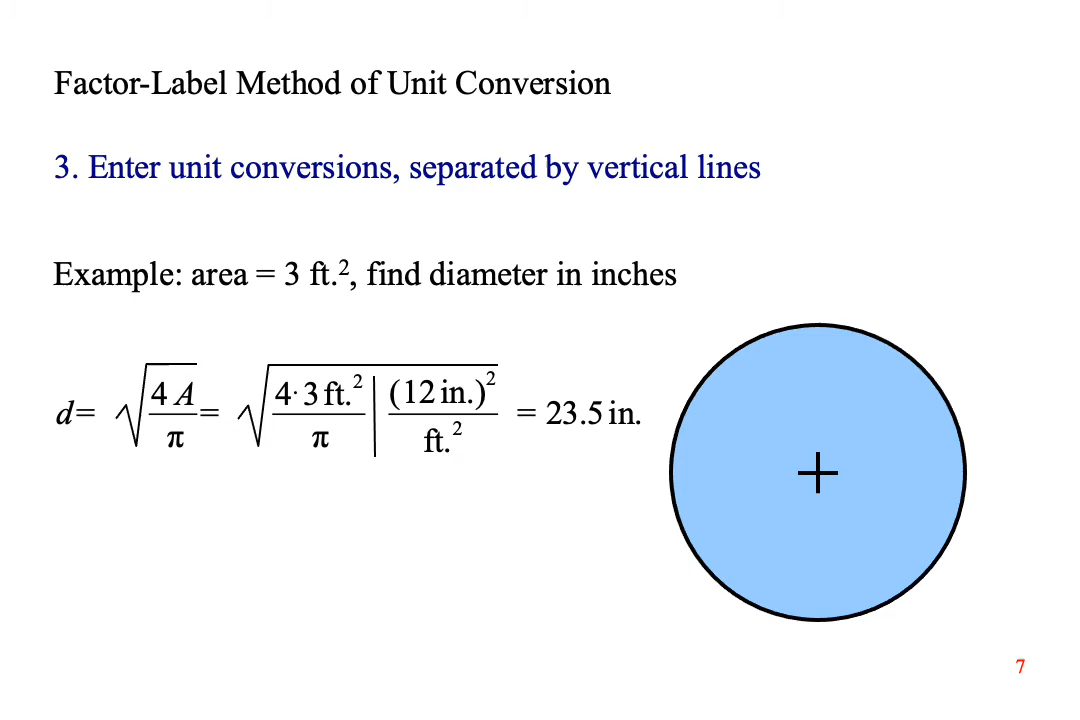 Factor-Label Method of Unit Conversion
3. Enter unit conversions, separated by vertical lines
Example: area = 3 ft.², find diameter in inches
d= √(4 A / π) = √(4·3 ft.² / π | (12 in.)² / ft.²) = 23.5 in.
7